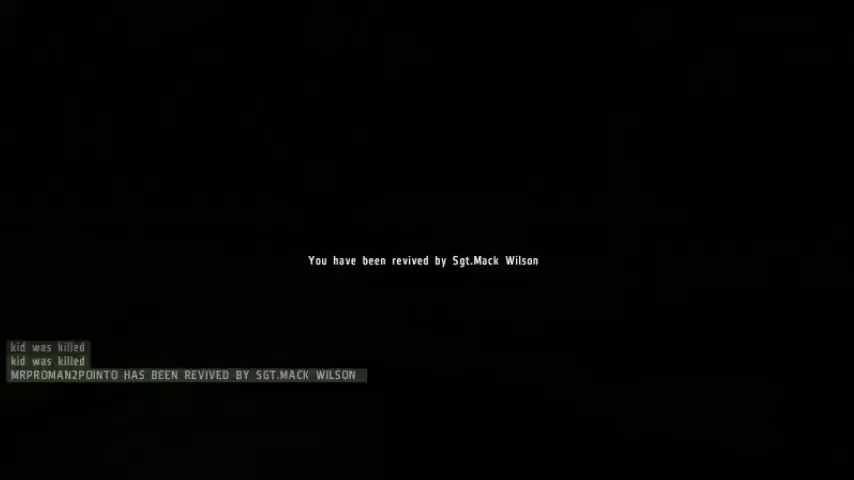 You have been revived by Sgt.Mack Wilson
kid was killed
kid was killed
MRPROMAN2POINTO HAS BEEN REVIVED BY SGT.MACK WILSON